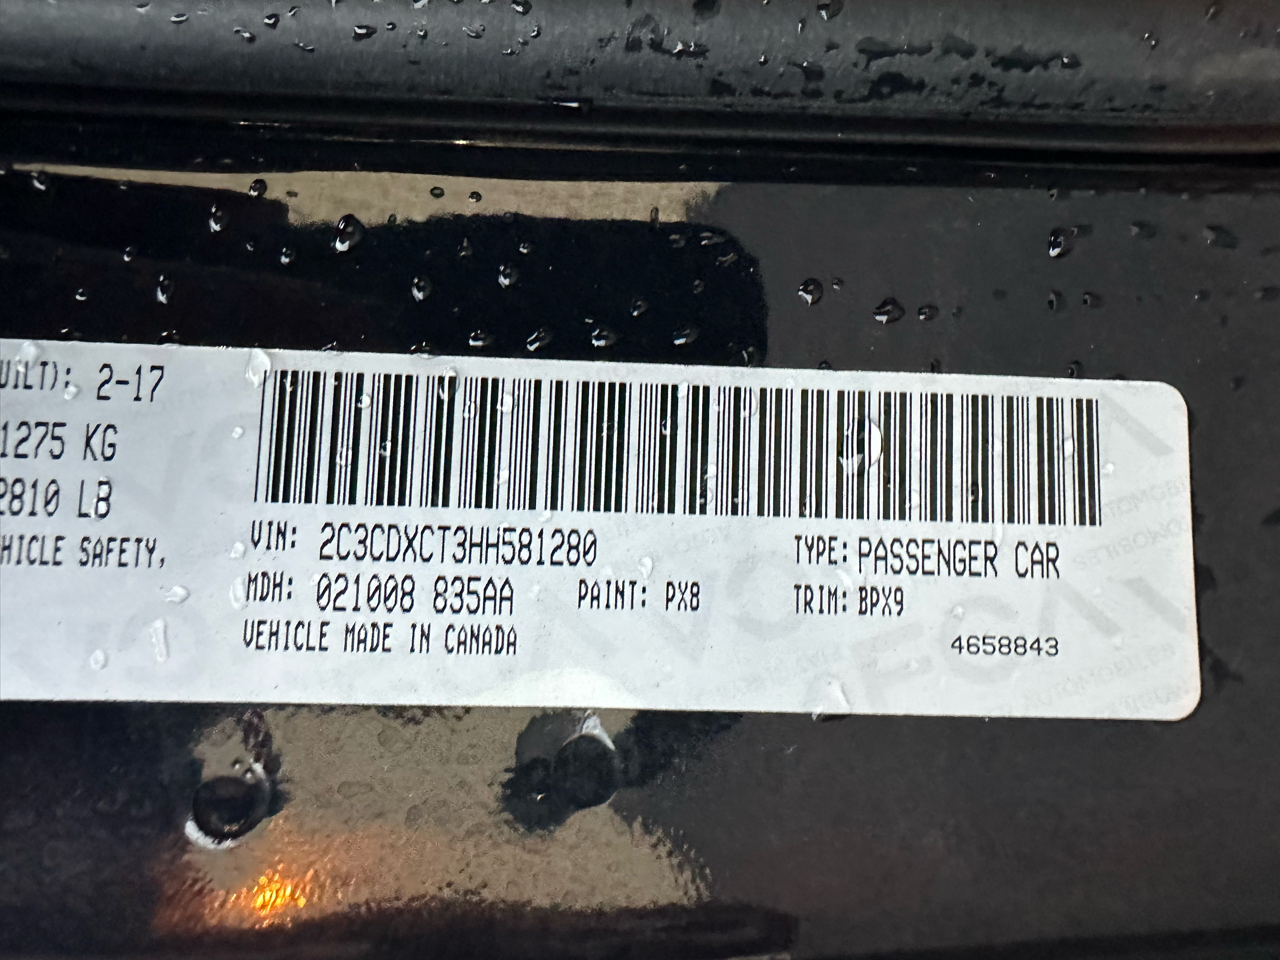 UILT): 2-17
1275 KG
2810 LB
HICLE SAFETY,
VIN: 2C3CDXCT3HH581280 TYPE: PASSENGER CAR
MDH: 021008 835AA PAINT: PX8 TRIM: BPX9
VEHICLE MADE IN CANADA 4658843